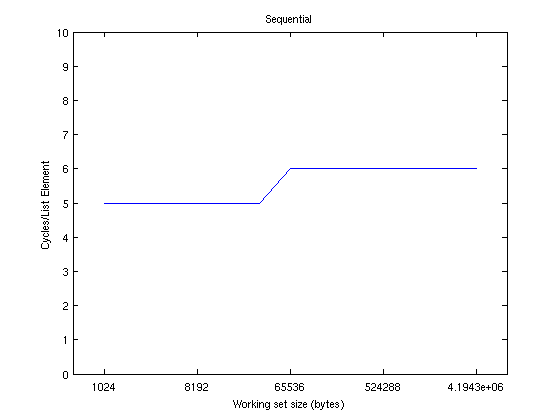 Sequential
10
9
8
7
6
5
4
3
2
1
0
Cycles/List Element
1024 8192 65536 524288 4.1943e+06
Working set size (bytes)